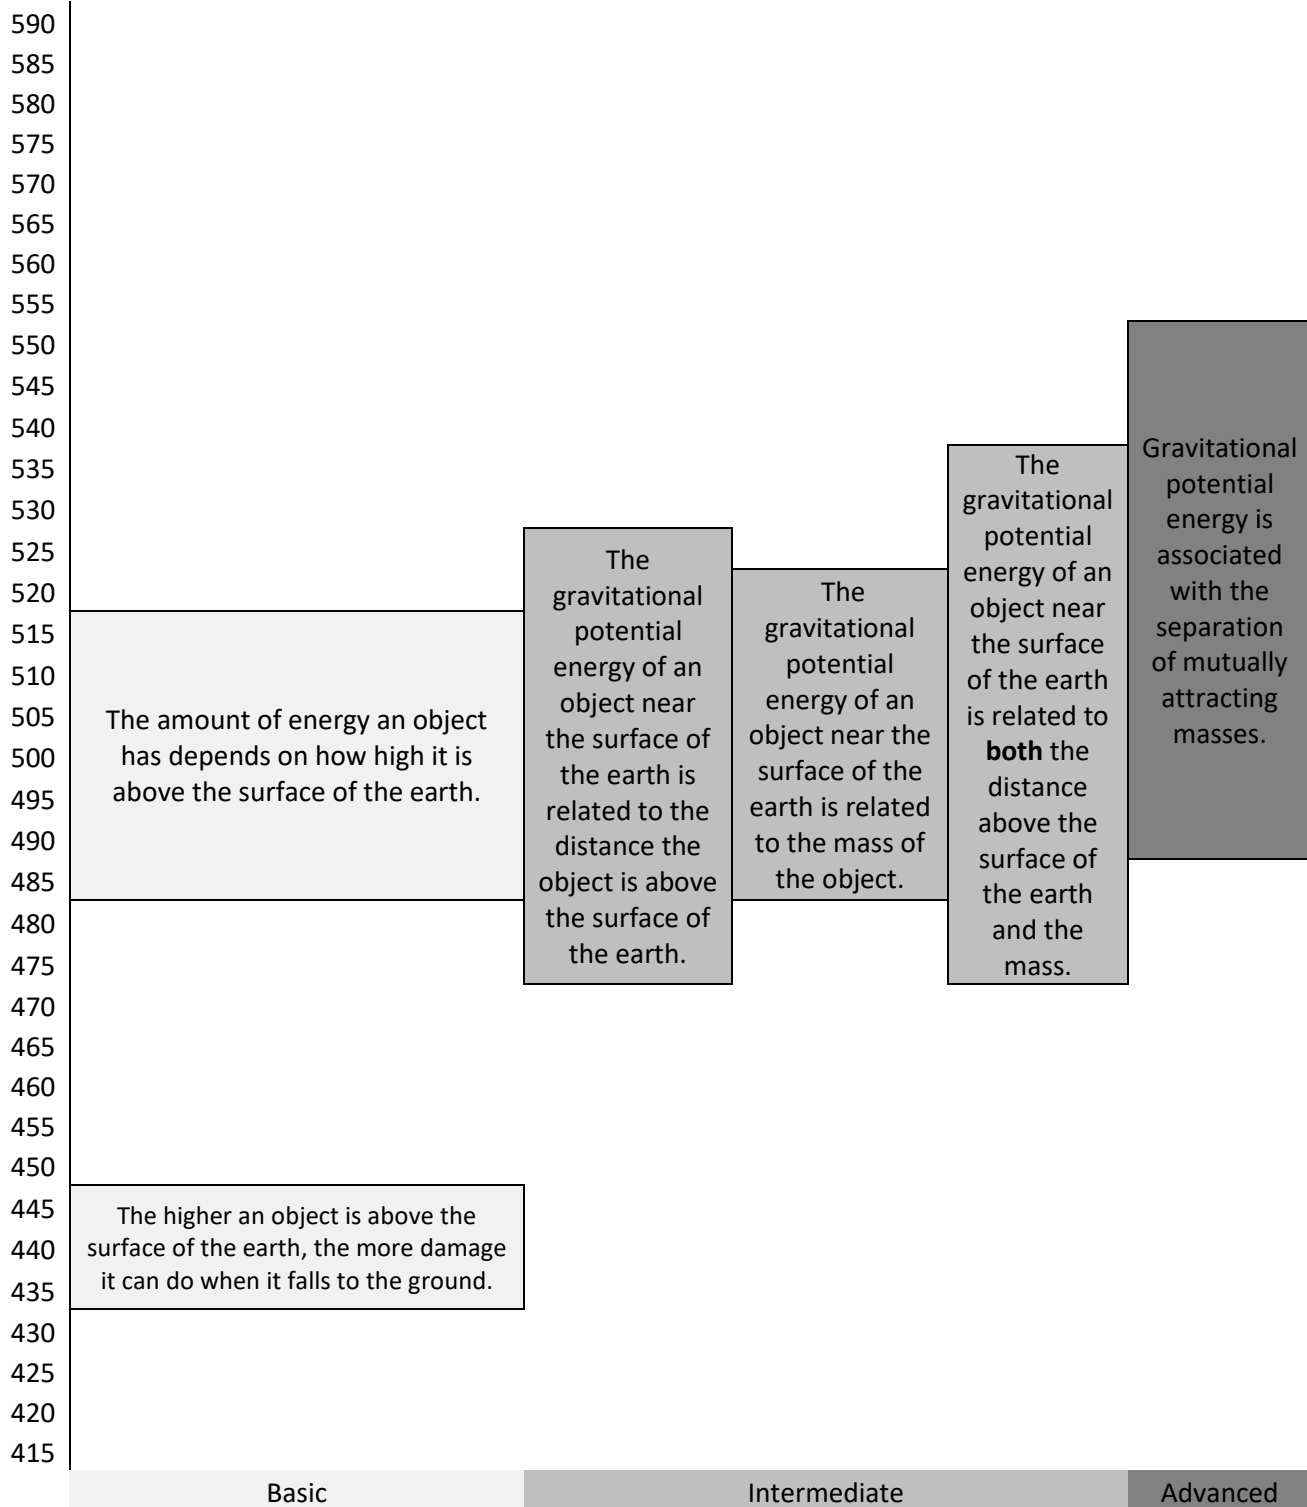 590
585
580
575
570
565
560
555
550
545
540
535
530
525
520
515
510
505
500
495
490
485
480
475
470
465
460
455
450
445
440
435
430
425
420
415
The amount of energy an object
has depends on how high it is
above the surface of the earth.
The higher an object is above the
surface of the earth, the more damage
it can do when it falls to the ground.
The
gravitational
potential
energy of an
object near
the surface of
the earth is
related to the
distance the
object is above
the surface of
the earth.
The
gravitational
potential
energy of an
object near the
surface of the
earth is related
to the mass of
the object.
The
gravitational
potential
energy of an
object near
the surface
of the earth
is related to
both the
distance
above the
surface of
the earth
and the
mass.
Gravitational
potential
energy is
associated
with the
separation
of mutually
attracting
masses.
Basic
Intermediate
Advanced